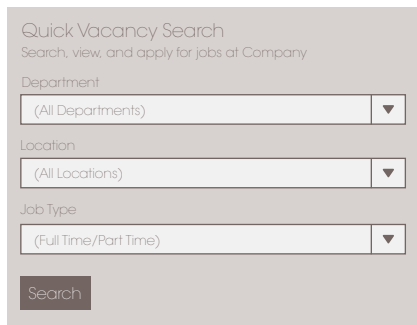 Quick Vacancy Search
Search, view, and apply for jobs at Company
Department
(All Departments)
Location
(All Locations)
Job Type
(Full Time/Part Time)
Search